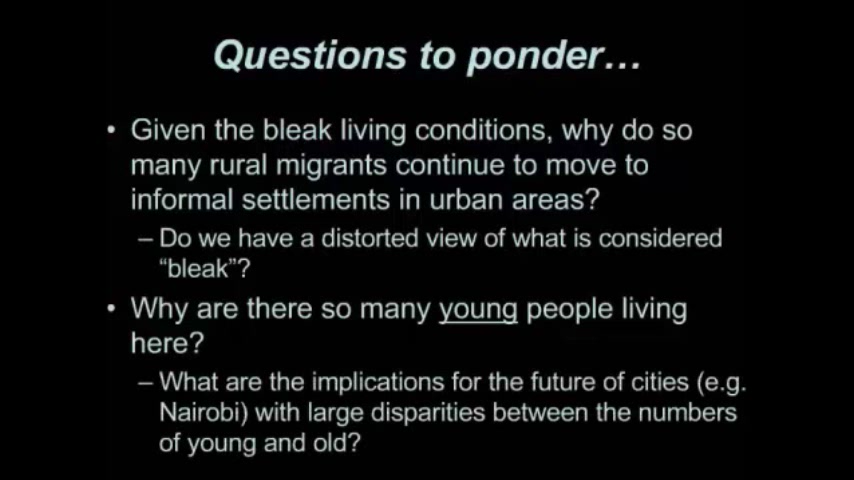 Questions to ponder...
• Given the bleak living conditions, why do so
many rural migrants continue to move to
informal settlements in urban areas?
– Do we have a distorted view of what is considered
“bleak”?
• Why are there so many young people living
here?
– What are the implications for the future of cities (e.g.
Nairobi) with large disparities between the numbers
of young and old?